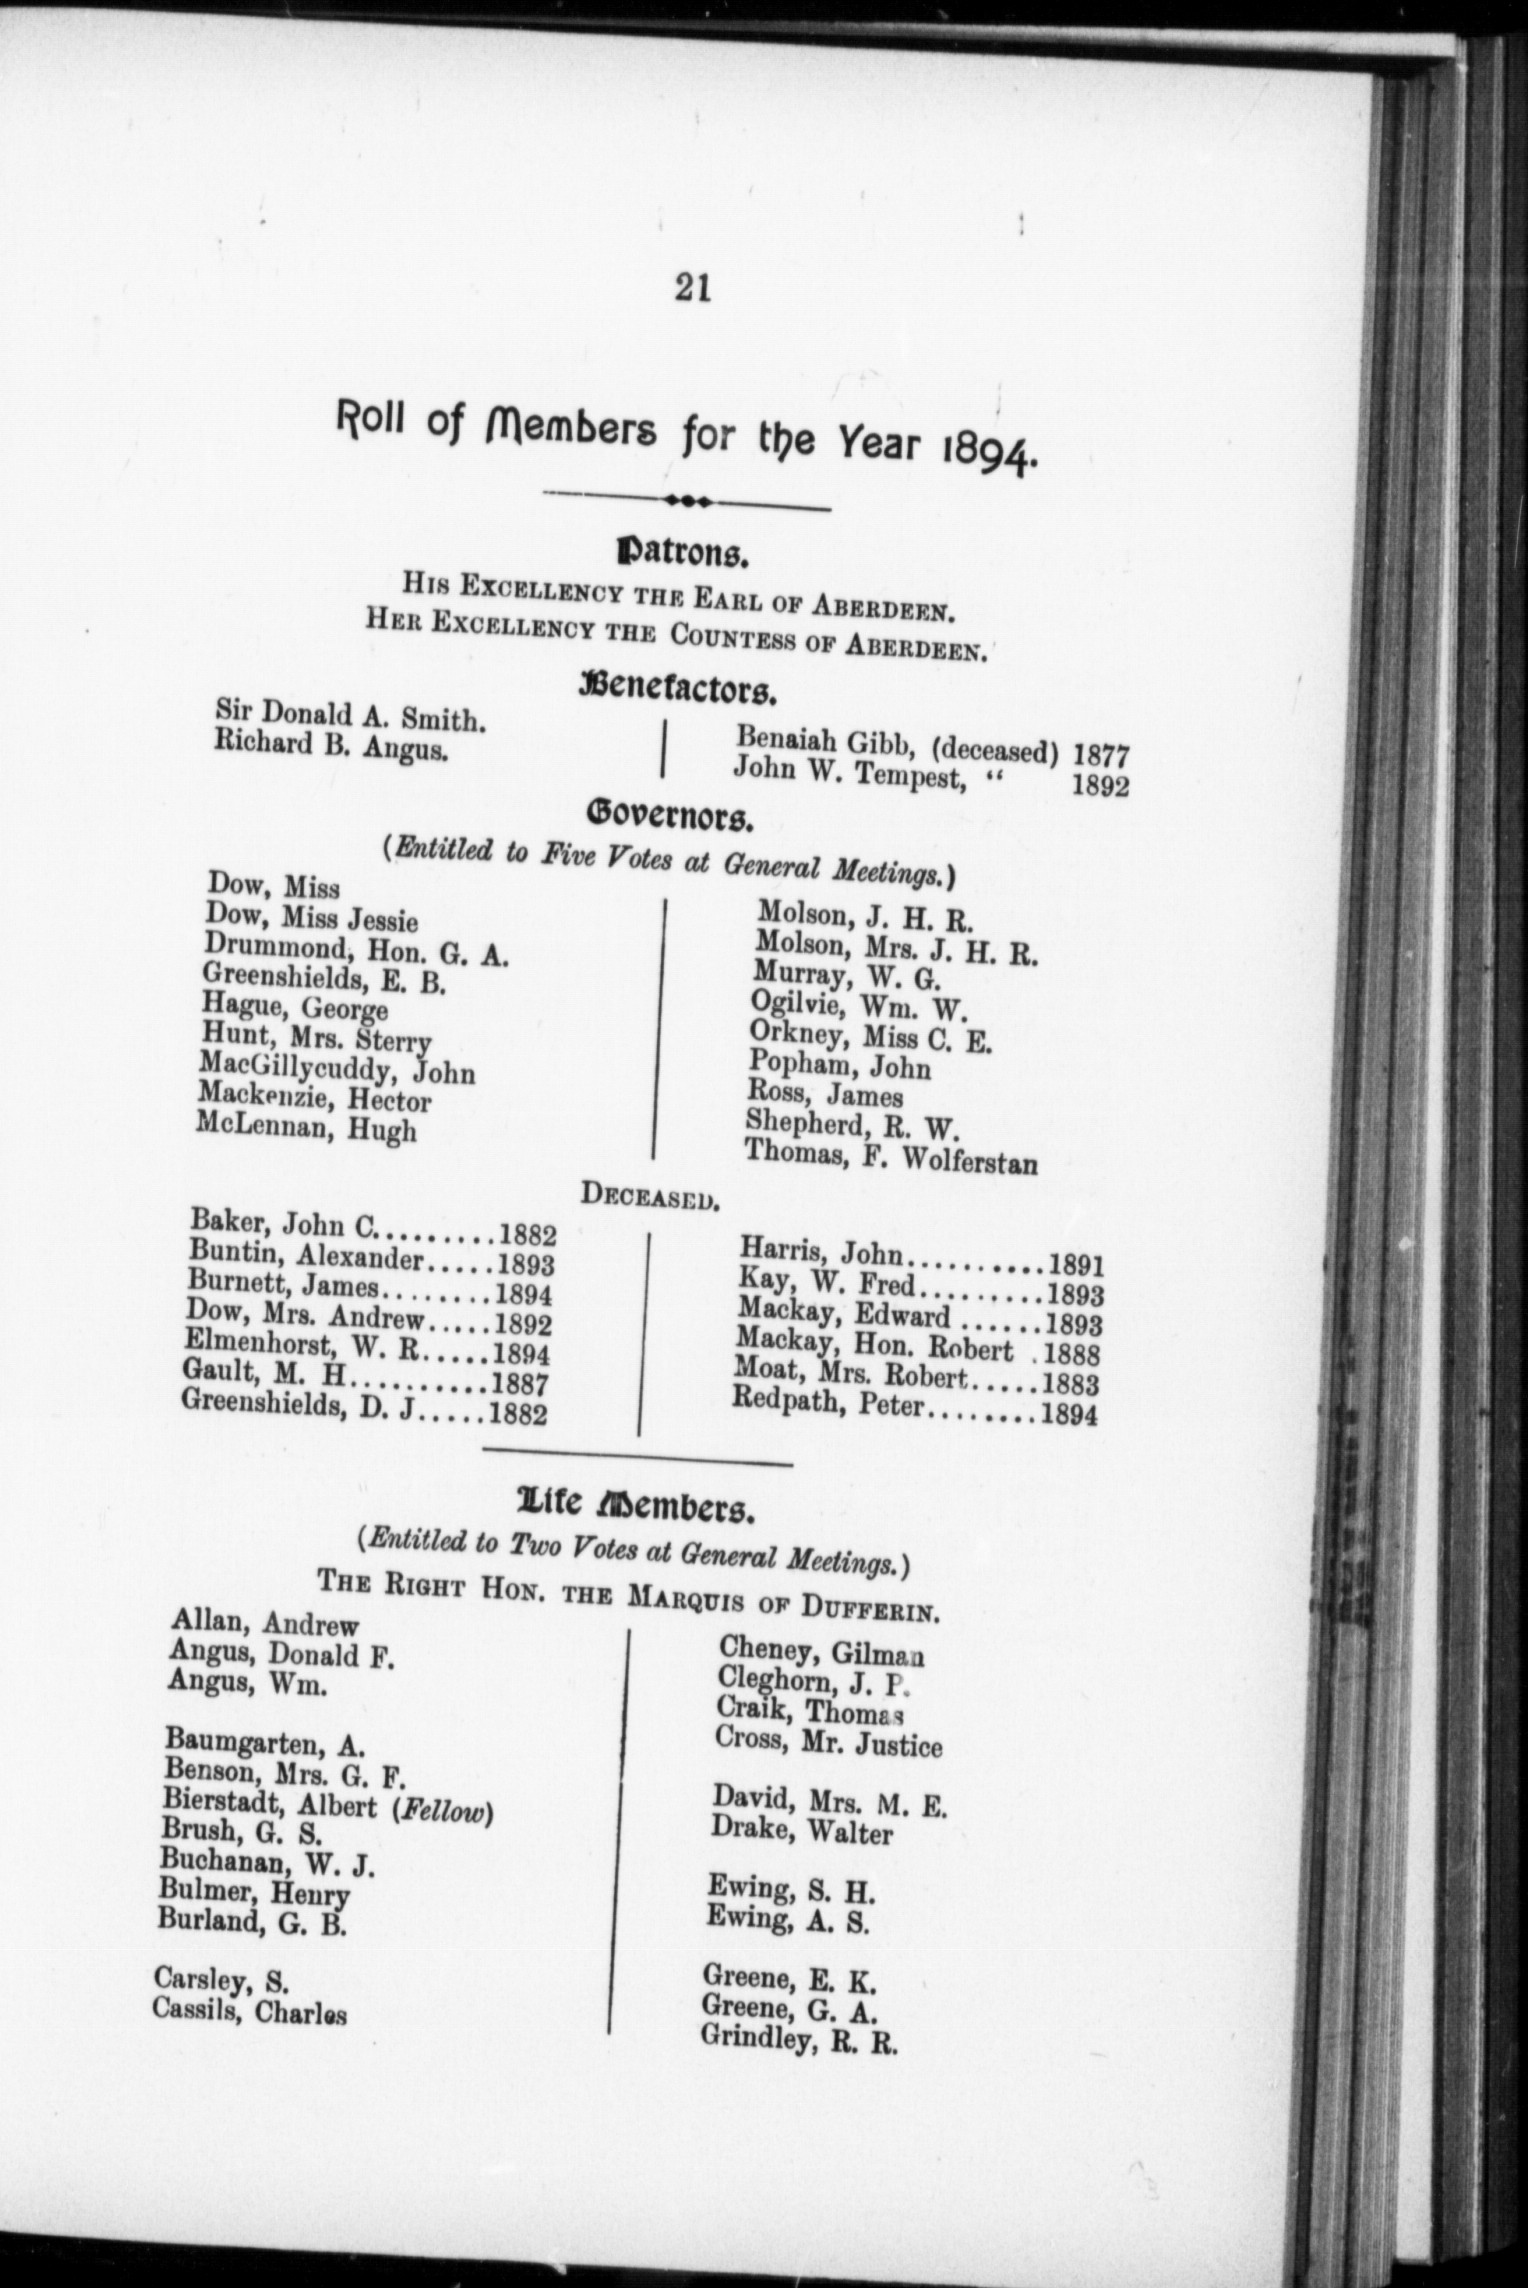 21
Roll of Members for the Year 1894.
Patrons.
HIS EXCELLENCY THE EARL OF ABERDEEN.
HER EXCELLENCY THE COUNTESS OF ABERDEEN.
Benefactors.
Sir Donald A. Smith.
Richard B. Angus.
Benaiah Gibb, (deceased) 1877
John W. Tempest, “ 1892
Governors.
(Entitled to Five Votes at General Meetings.)
Dow, Miss
Dow, Miss Jessie
Drummond, Hon. G. A.
Greenshields, E. B.
Hague, George
Hunt, Mrs. Sterry
MacGillycuddy, John
Mackenzie, Hector
McLennan, Hugh
Molson, J. H. R.
Molson, Mrs. J. H. R.
Murray, W. G.
Ogilvie, Wm. W.
Orkney, Miss C. E.
Popham, John
Ross, James
Shepherd, R. W.
Thomas, F. Wolferstan
DECEASED.
Baker, John C..........1882
Buntin, Alexander.....1893
Burnett, James........1894
Dow, Mrs. Andrew.....1892
Elmenhorst, W. R.....1894
Gault, M. H..........1887
Greenshields, D. J.....1882
Harris, John..........1891
Kay, W. Fred.........1893
Mackay, Edward ......1893
Mackay, Hon. Robert .1888
Moat, Mrs. Robert.....1883
Redpath, Peter........1894
Life Members.
(Entitled to Two Votes at General Meetings.)
THE RIGHT HON. THE MARQUIS OF DUFFERIN.
Allan, Andrew
Angus, Donald F.
Angus, Wm.
Baumgarten, A.
Benson, Mrs. G. F.
Bierstadt, Albert (Fellow)
Brush, G. S.
Buchanan, W. J.
Bulmer, Henry
Burland, G. B.
Carsley, S.
Cassils, Charles
Cheney, Gilman
Cleghorn, J. P.
Craik, Thomas
Cross, Mr. Justice
David, Mrs. M. E.
Drake, Walter
Ewing, S. H.
Ewing, A. S.
Greene, E. K.
Greene, G. A.
Grindley, R. R.